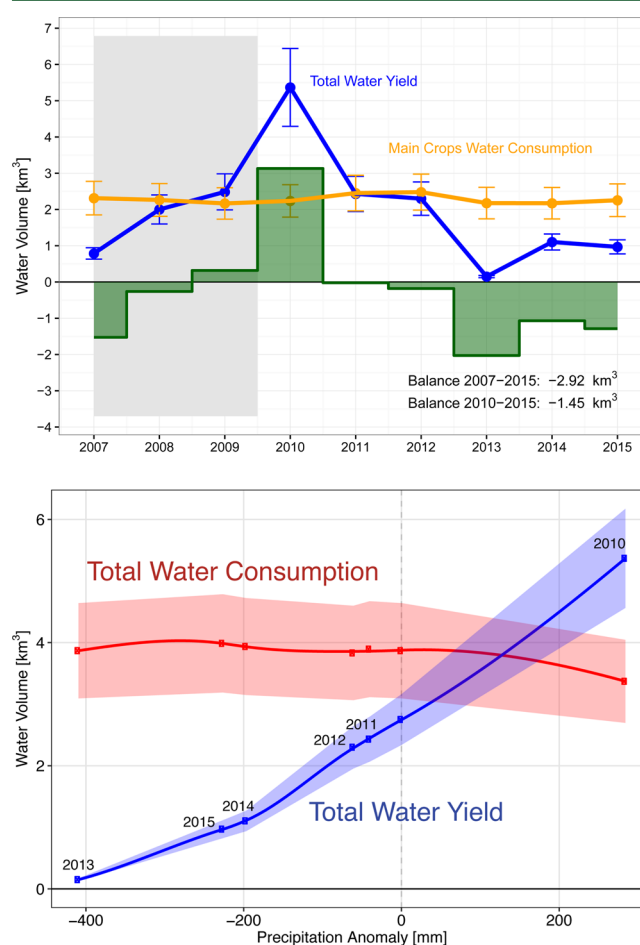 7
6
5
4
3
2
1
0
−1
−2
−3
−4
Water Volume [km³]
Total Water Yield
Main Crops Water Consumption
Balance 2007−2015: −2.92 km³
Balance 2010−2015: −1.45 km³
2007 2008 2009 2010 2011 2012 2013 2014 2015
6
4
2
0
Water Volume [km³]
2010
Total Water Consumption
2011
2012
Total Water Yield
2014
2015
2013
−400 −200 0 200
Precipitation Anomaly [mm]